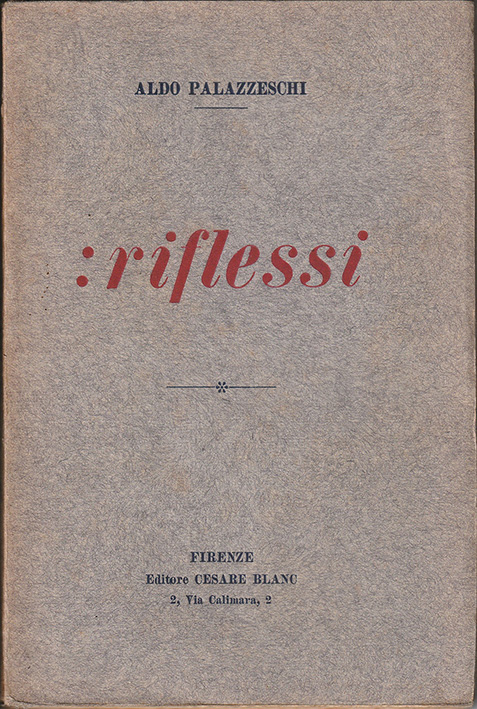 ALDO PALAZZESCHI
:riflessi
FIRENZE
Editore CESARE BLANC
2, Via Calimara, 2